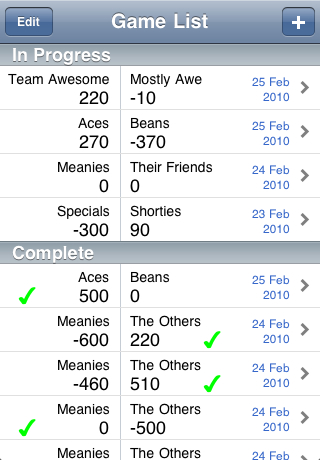 Edit Game List +
In Progress
Team Awesome Mostly Awe 25 Feb
220 -10 2010
Aces Beans 25 Feb
270 -370 2010
Meanies Their Friends 24 Feb
0 0 2010
Specials Shorties 23 Feb
-300 90 2010
Complete
Aces Beans 25 Feb
500 0 2010
Meanies The Others 24 Feb
-600 220 2010
Meanies The Others 24 Feb
-460 510 2010
Meanies The Others 24 Feb
0 -500 2010
Meanies The Others 24 Feb